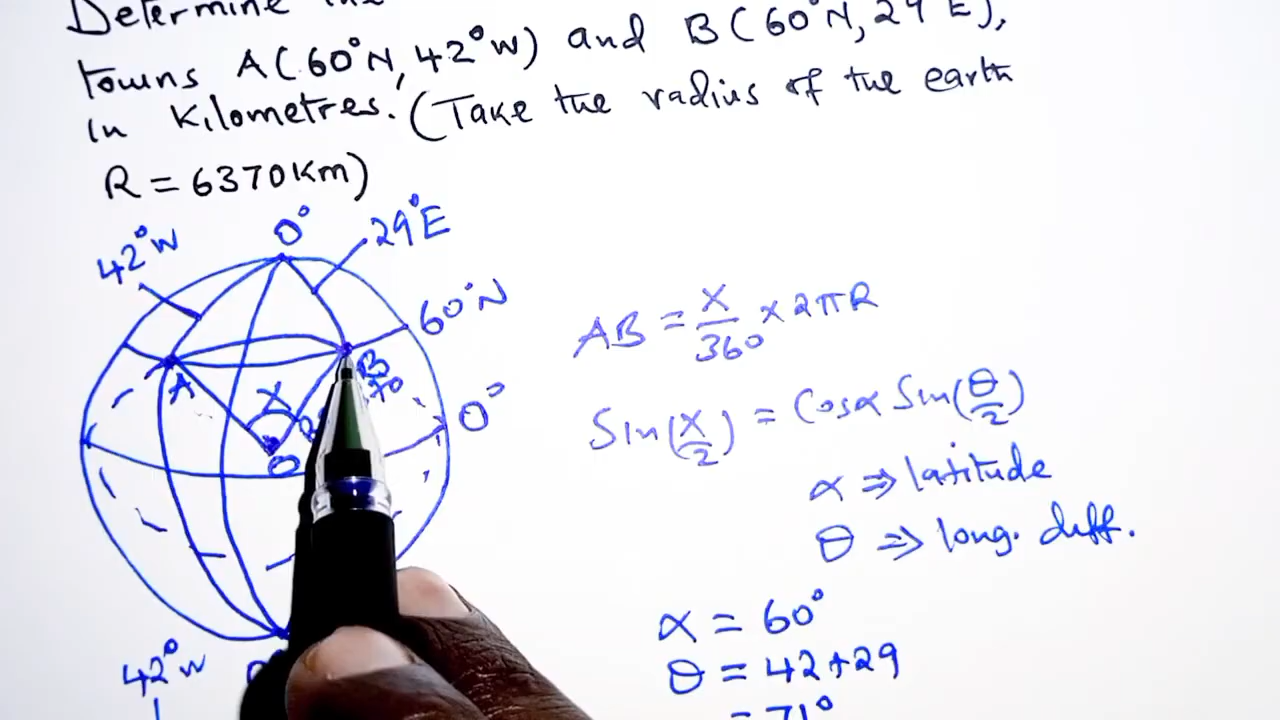 Determine the
towns A(60°N, 42°W) and B(60°N, 29°E),
in Kilometres. (Take the radius of the earth
R = 6370km)
0°
42°W
29°E
60°N
A
B
X
O
0°
42°W
AB = X/360 × 2πR
Sin(X/2) = Cosα Sin(θ/2)
α ⇒ latitude
θ ⇒ long. diff.
α = 60°
θ = 42+29
= 71°